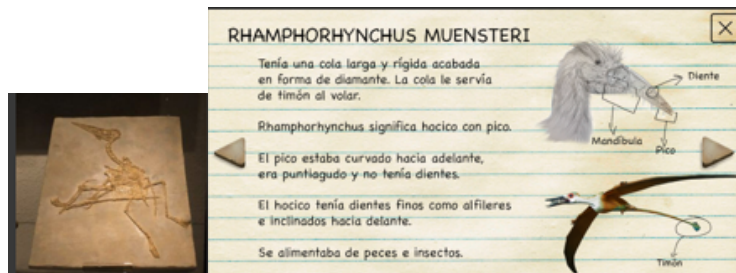 RHAMPHORHYNCHUS MUENSTERI
Tenía una cola larga y rígida acabada
en forma de diamante. La cola le servía
de timón al volar.
Rhamphorhynchus significa hocico con pico.
El pico estaba curvado hacia adelante,
era puntiagudo y no tenía dientes.
El hocico tenía dientes finos como alfileres
e inclinados hacia delante.
Se alimentaba de peces e insectos.
Diente
Mandíbula
Pico
Timón